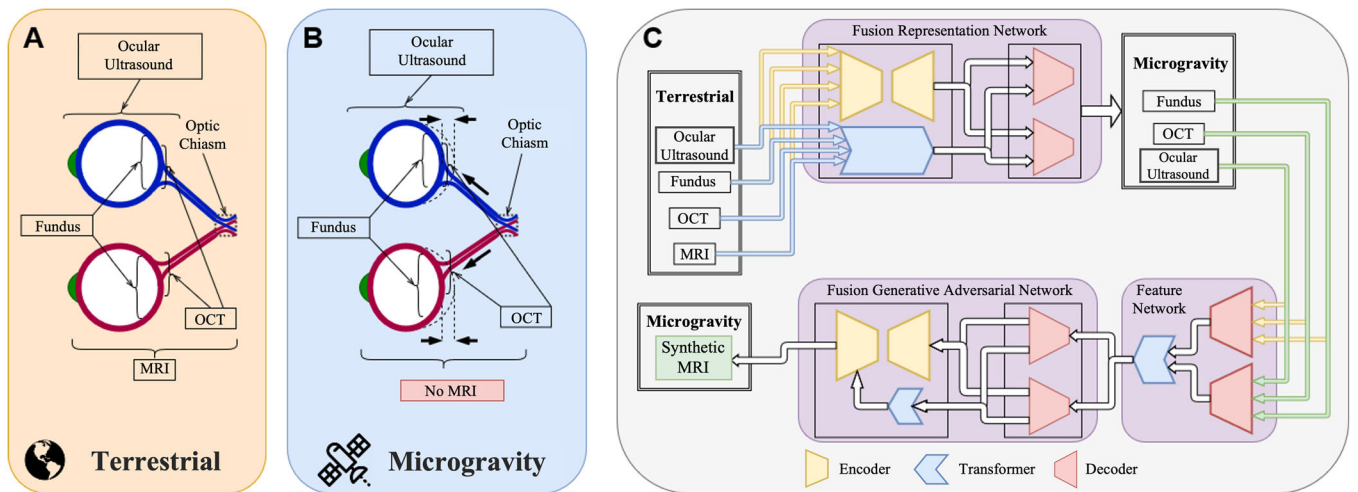 A
Ocular
Ultrasound
Optic
Chiasm
Fundus
OCT
MRI
Terrestrial
B
Ocular
Ultrasound
Optic
Chiasm
Fundus
OCT
No MRI
Microgravity
C
Fusion Representation Network
Terrestrial
Ocular
Ultrasound
Fundus
OCT
MRI
Microgravity
Fundus
OCT
Ocular
Ultrasound
Fusion Generative Adversarial Network
Feature
Network
Microgravity
Synthetic
MRI
Encoder
Transformer
Decoder